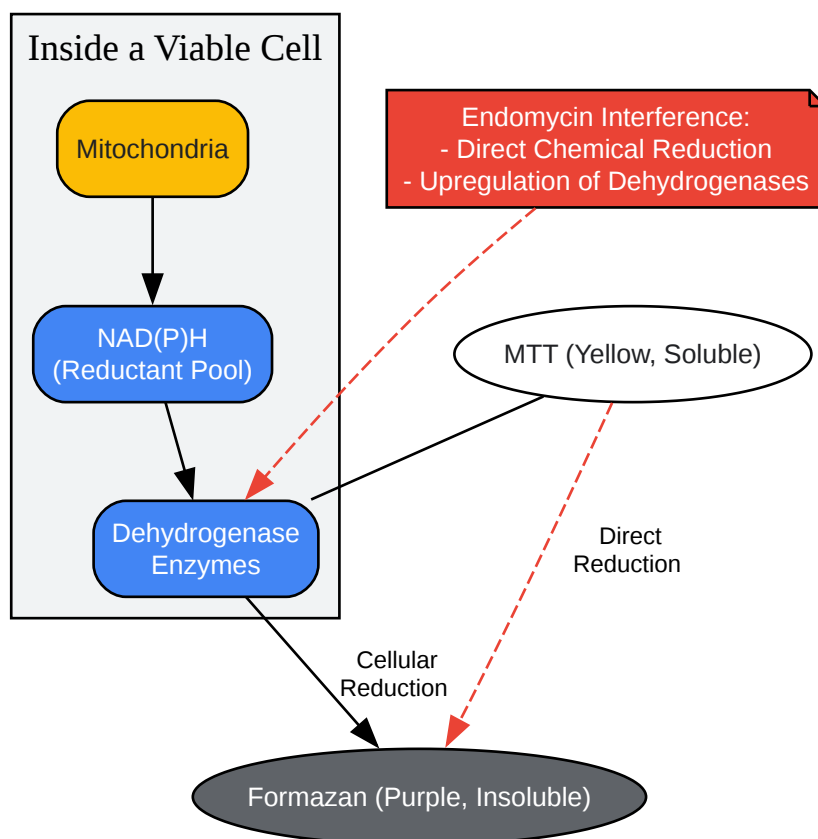 Inside a Viable Cell
Mitochondria
Endomycin Interference:
- Direct Chemical Reduction
- Upregulation of Dehydrogenases
NAD(P)H
(Reductant Pool)
MTT (Yellow, Soluble)
Dehydrogenase
Enzymes
Direct
Reduction
Cellular
Reduction
Formazan (Purple, Insoluble)